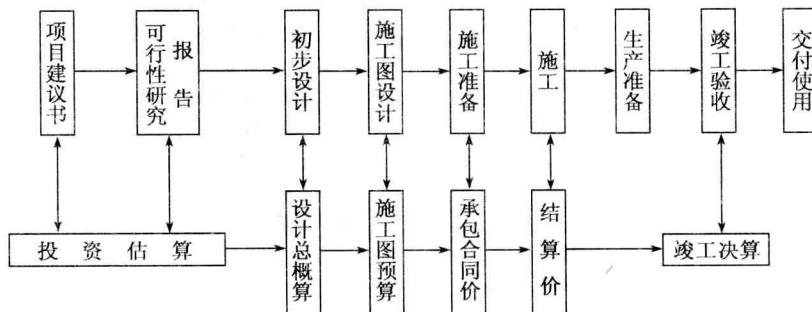 项目建议书
可行性研究
报告
初步设计
施工图设计
施工准备
施工
生产准备
竣工验收
交付使用
投资估算
设计总概算
施工图预算
承包合同价
结算价
竣工决算